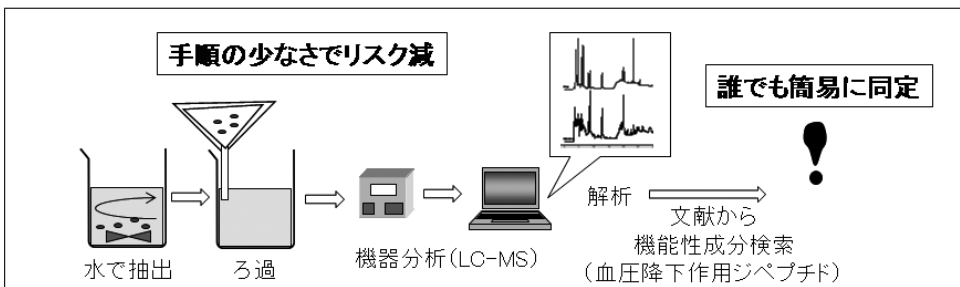 手順の少なさでリスク減
誰でも簡易に同定
水で抽出
ろ過
機器分析(LC-MS)
解析
文献から
機能性成分検索
(血圧降下作用ジペプチド)